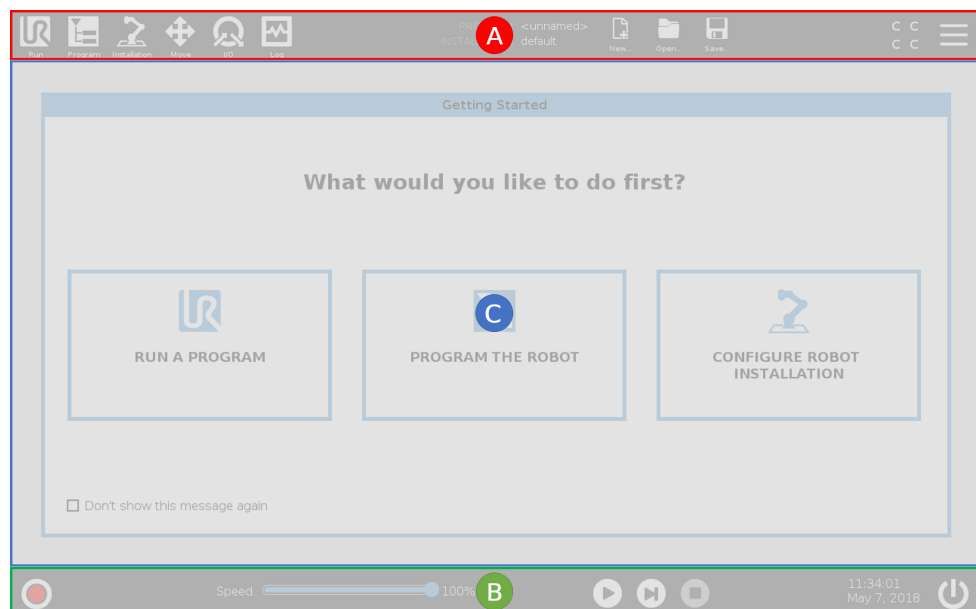 PR A <unnamed>
INSTAL default
C C
C C
Run Program Installation Move I/O Log New... Open... Save...
Getting Started
What would you like to do first?
C
RUN A PROGRAM
PROGRAM THE ROBOT
CONFIGURE ROBOT
INSTALLATION
Don't show this message again
Speed 100% B
11:34:01
May 7, 2018